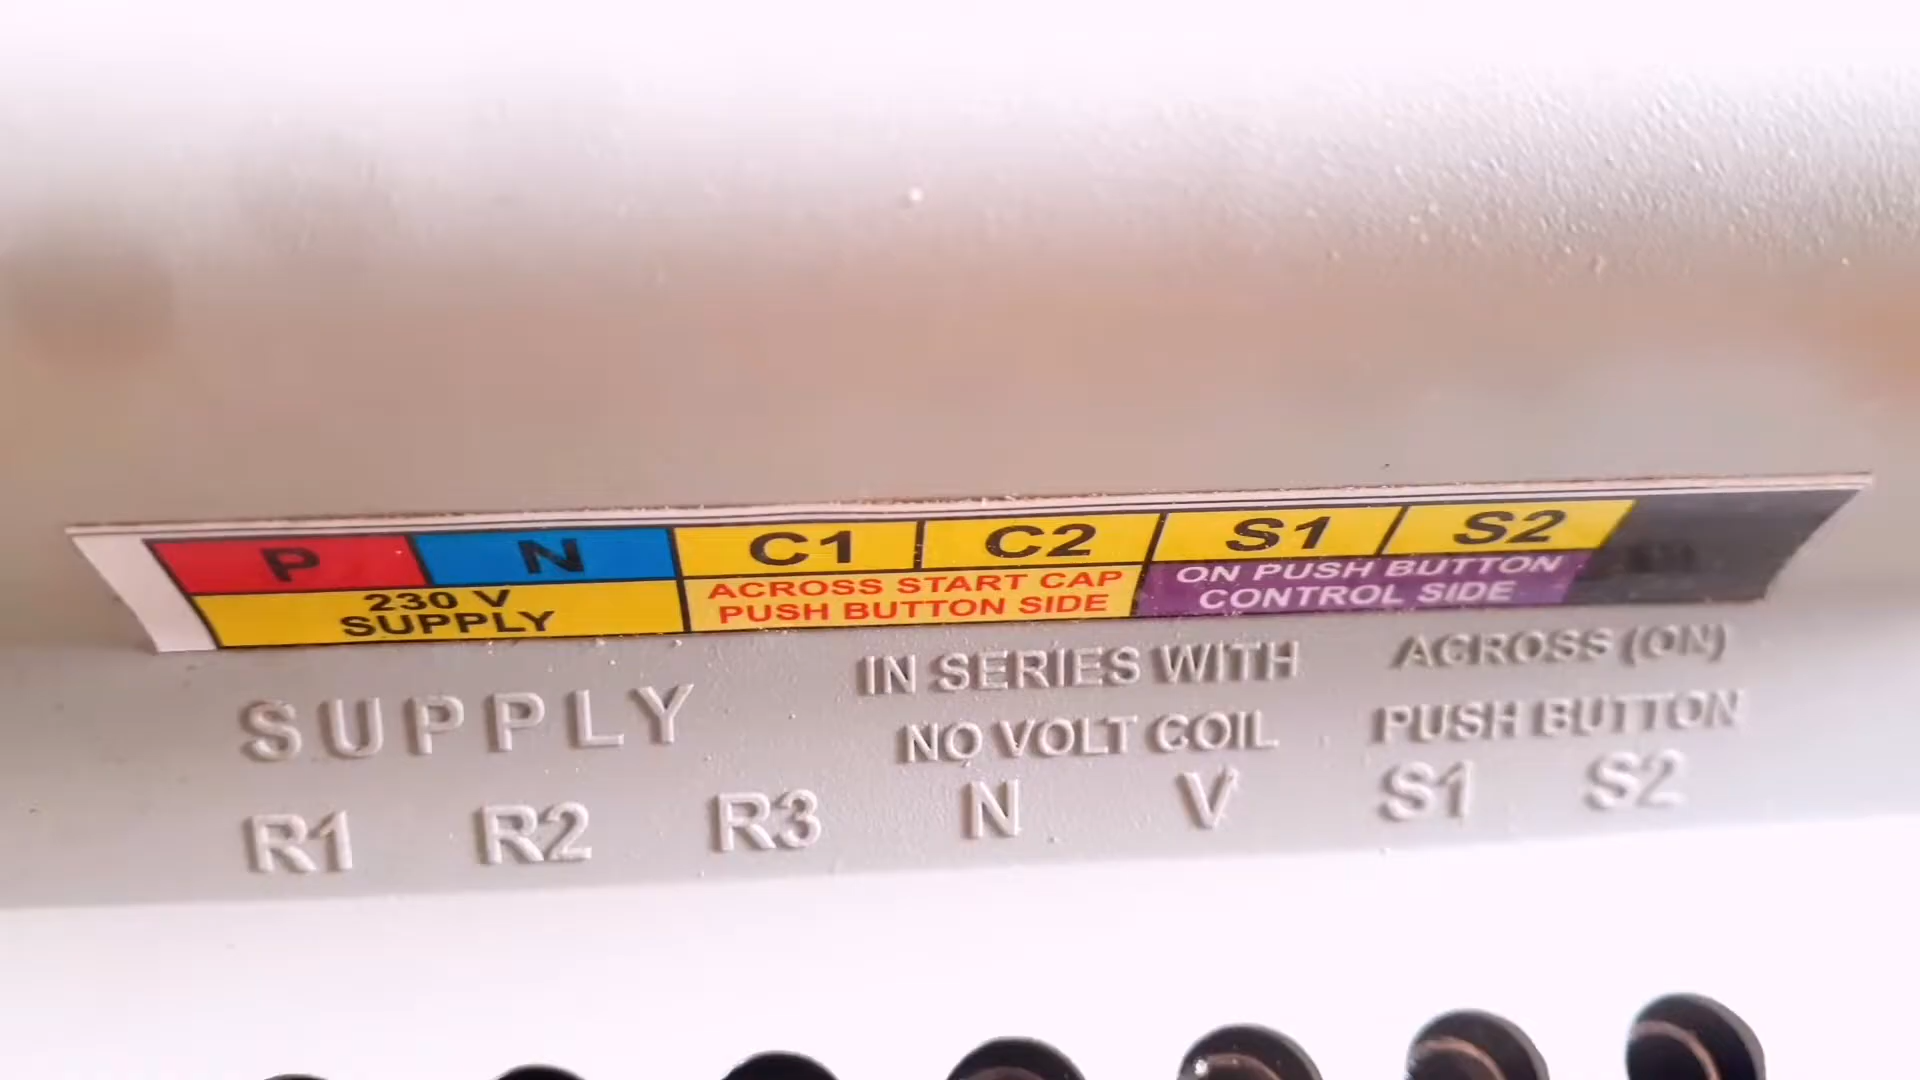 P N C1 C2 S1 S2
230 V
SUPPLY
ACROSS START CAP
PUSH BUTTON SIDE
ON PUSH BUTTON
CONTROL SIDE
SUPPLY
IN SERIES WITH
NO VOLT COIL
ACROSS (ON)
PUSH BUTTON
R1 R2 R3 N V S1 S2